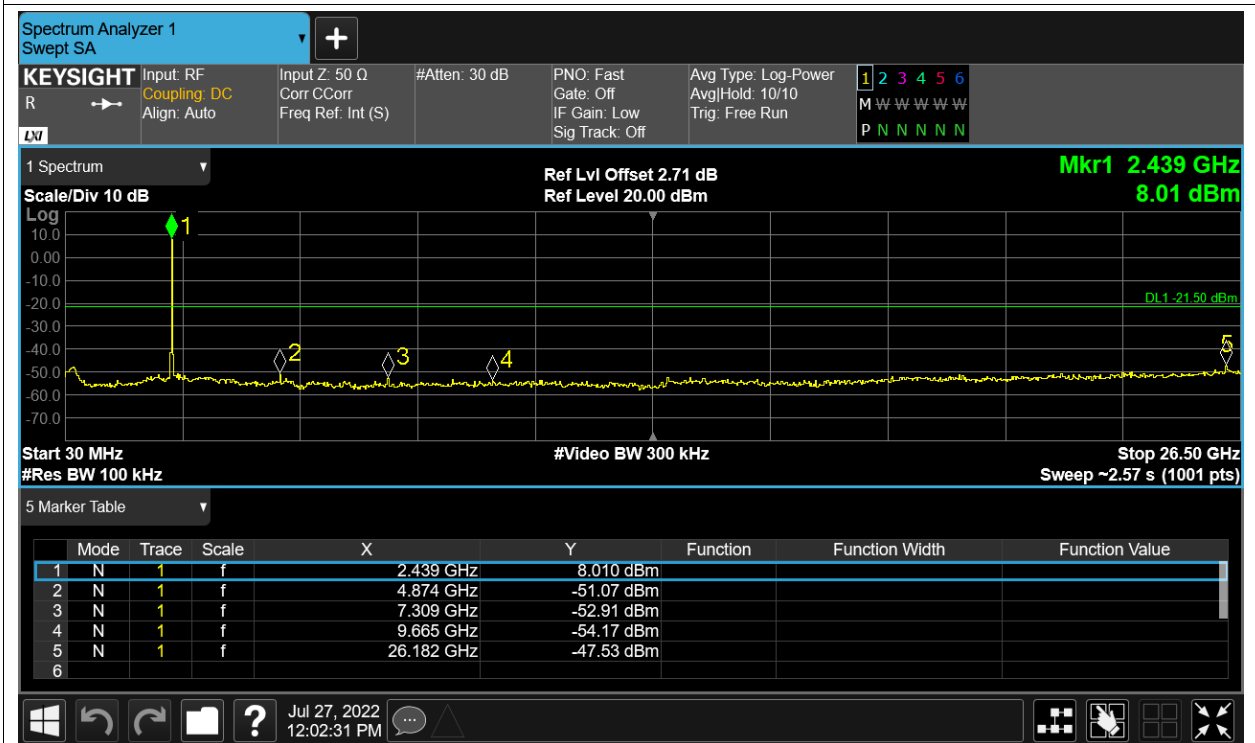 Spectrum Analyzer 1
Swept SA
KEYSIGHT
R
LXI
Input: RF
Coupling: DC
Align: Auto
Input Z: 50 Ω
Corr CCorr
Freq Ref: Int (S)
#Atten: 30 dB
PNO: Fast
Gate: Off
IF Gain: Low
Sig Track: Off
Avg Type: Log-Power
Avg|Hold: 10/10
Trig: Free Run
1 2 3 4 5 6
M W W W W W
P N N N N N
1 Spectrum
Scale/Div 10 dB
Ref Lvl Offset 2.71 dB
Ref Level 20.00 dBm
Mkr1 2.439 GHz
8.01 dBm
Log
10.0
0.00
-10.0
-20.0
-30.0
-40.0
-50.0
-60.0
-70.0
1
DL1 -21.50 dBm
2
3
4
5
Start 30 MHz
#Res BW 100 kHz
#Video BW 300 kHz
Stop 26.50 GHz
Sweep ~2.57 s (1001 pts)
5 Marker Table
Mode Trace Scale X Y Function Function Width Function Value
1 N 1 f 2.439 GHz 8.010 dBm
2 N 1 f 4.874 GHz -51.07 dBm
3 N 1 f 7.309 GHz -52.91 dBm
4 N 1 f 9.665 GHz -54.17 dBm
5 N 1 f 26.182 GHz -47.53 dBm
6
?
Jul 27, 2022
12:02:31 PM